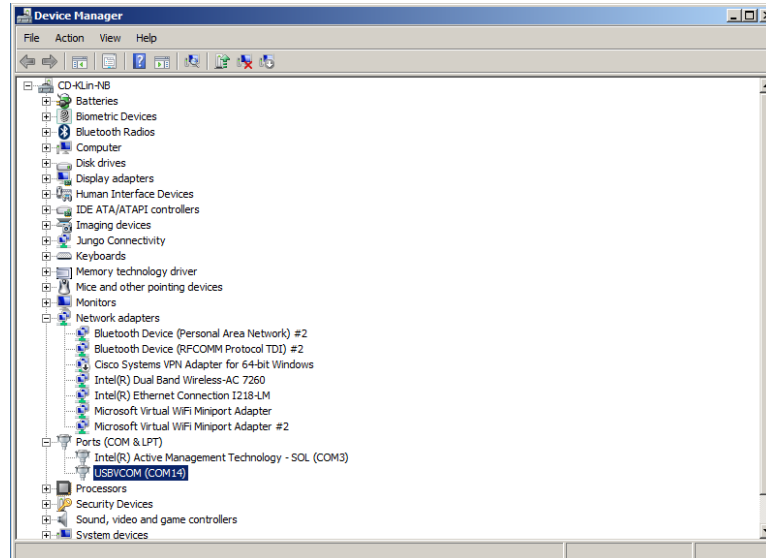 Device Manager
File Action View Help
CD-KLin-NB
Batteries
Biometric Devices
Bluetooth Radios
Computer
Disk drives
Display adapters
Human Interface Devices
IDE ATA/ATAPI controllers
Imaging devices
Jungo Connectivity
Keyboards
Memory technology driver
Mice and other pointing devices
Monitors
Network adapters
Bluetooth Device (Personal Area Network) #2
Bluetooth Device (RFCOMM Protocol TDI) #2
Cisco Systems VPN Adapter for 64-bit Windows
Intel(R) Dual Band Wireless-AC 7260
Intel(R) Ethernet Connection I218-LM
Microsoft Virtual WiFi Miniport Adapter
Microsoft Virtual WiFi Miniport Adapter #2
Ports (COM & LPT)
Intel(R) Active Management Technology - SOL (COM3)
USBVCOM (COM14)
Processors
Security Devices
Sound, video and game controllers
System devices